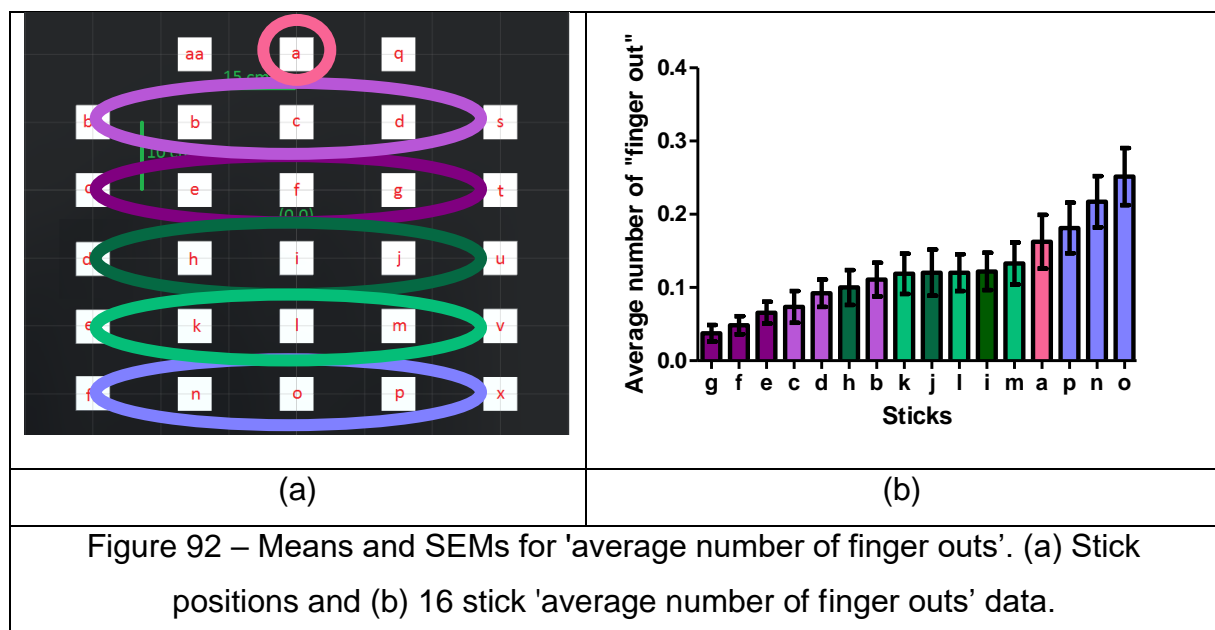 aa a q
15 cm
b b c d s
10 c
e f g t
(0,0)
d h i j u
e k l m v
f n o p x
Average number of "finger out"
0.4
0.3
0.2
0.1
0.0
g f e c d h b k j l i m a p n o
Sticks
(a) (b)
Figure 92 – Means and SEMs for 'average number of finger outs’. (a) Stick
positions and (b) 16 stick 'average number of finger outs’ data.